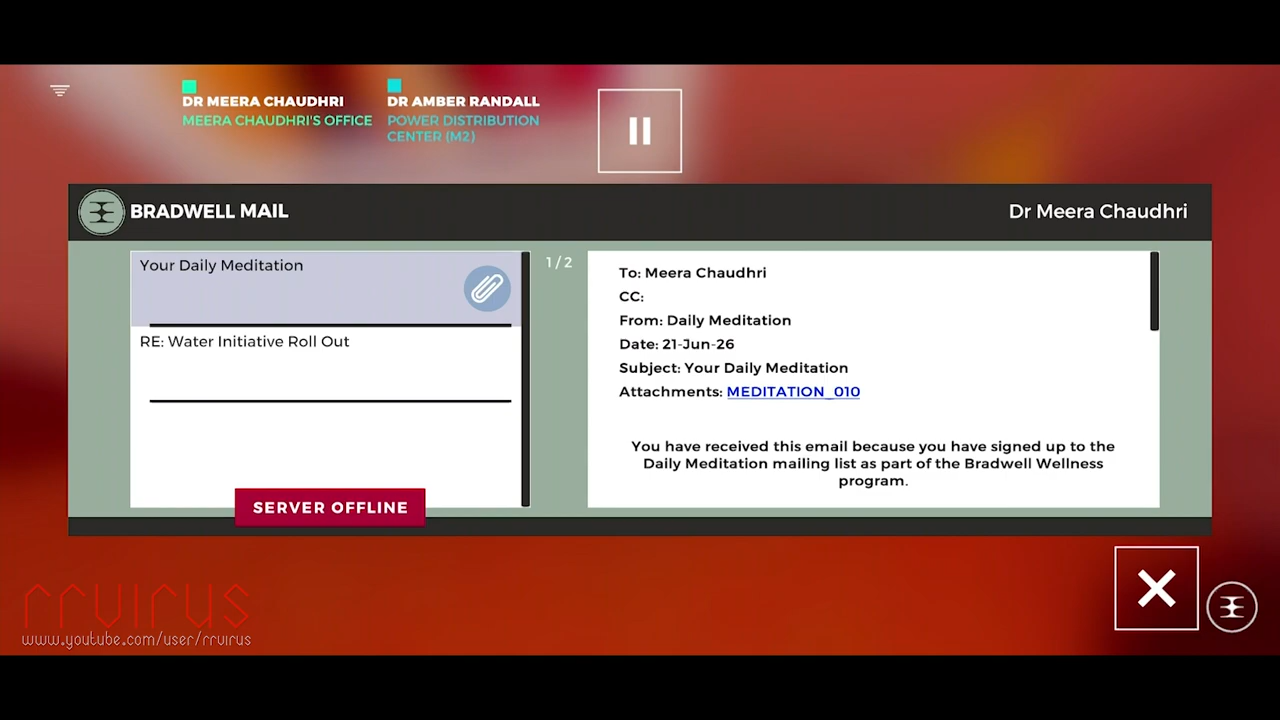 DR MEERA CHAUDHRI
MEERA CHAUDHRI'S OFFICE
DR AMBER RANDALL
POWER DISTRIBUTION
CENTER (M2)
BRADWELL MAIL
Dr Meera Chaudhri
Your Daily Meditation
RE: Water Initiative Roll Out
SERVER OFFLINE
1/2
To: Meera Chaudhri
CC:
From: Daily Meditation
Date: 21-Jun-26
Subject: Your Daily Meditation
Attachments: MEDITATION_010
You have received this email because you have signed up to the
Daily Meditation mailing list as part of the Bradwell Wellness
program.
rrvirus
www.youtube.com/user/rrvirus